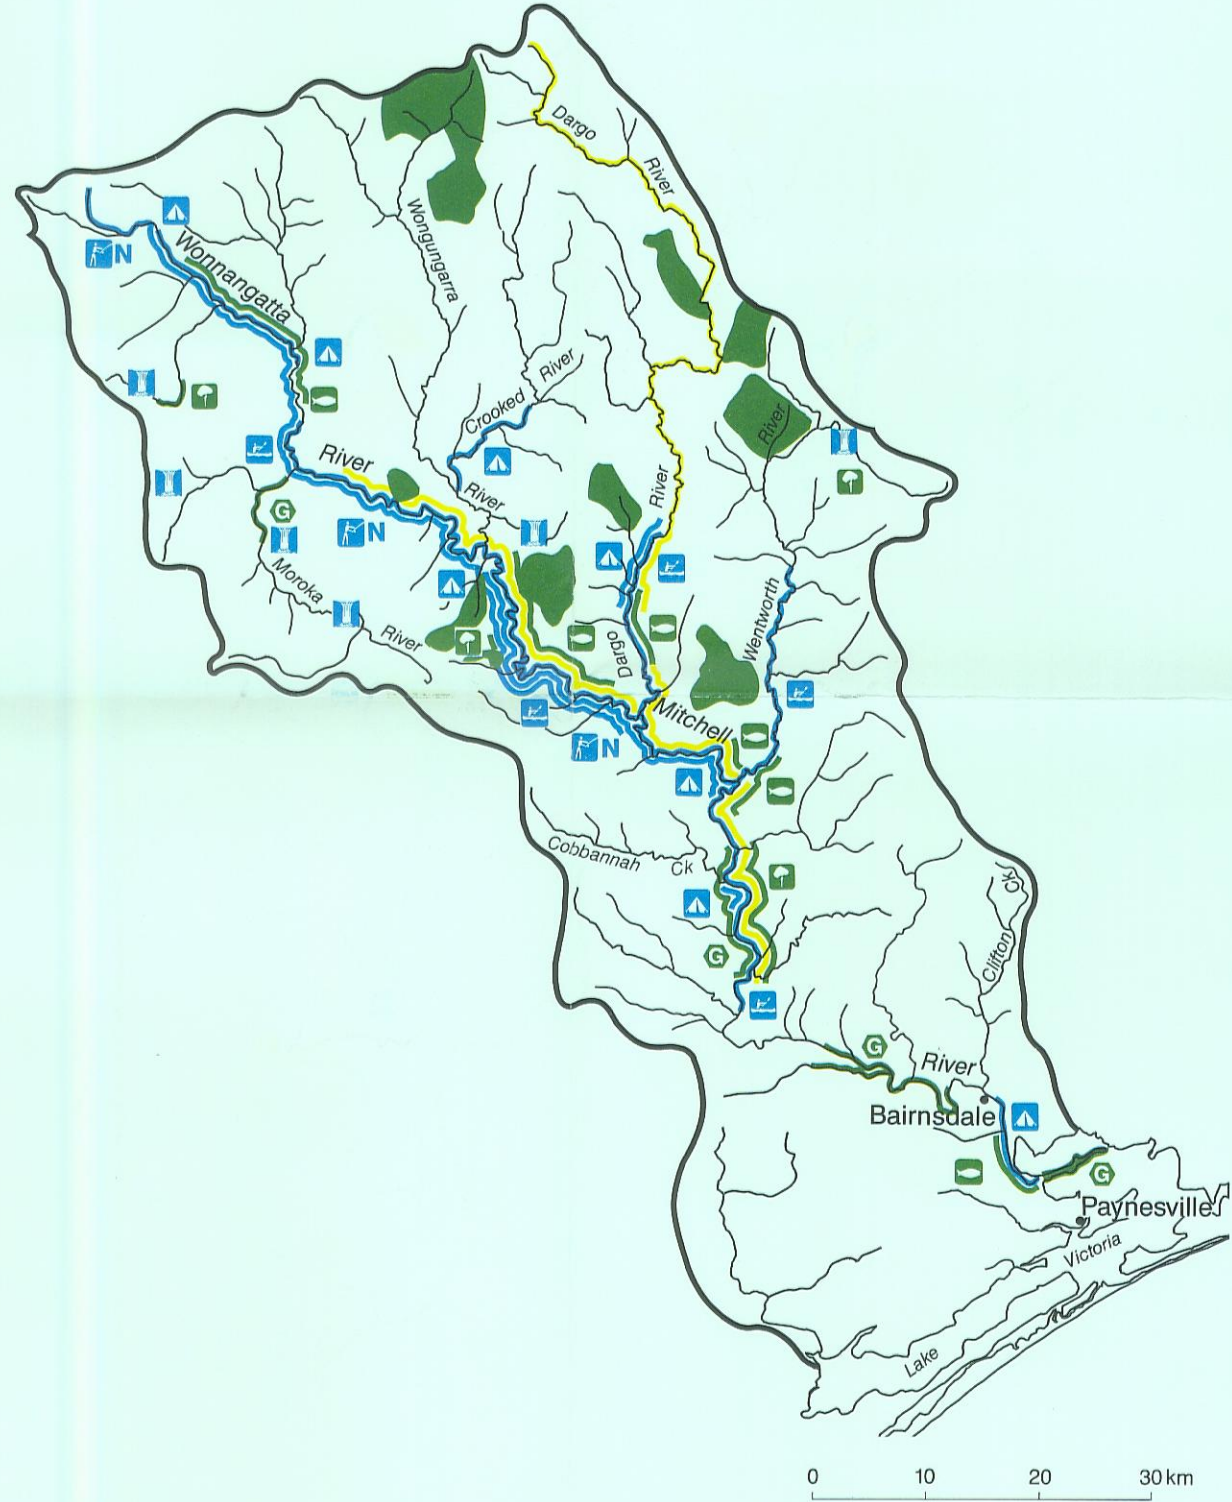 Dargo
River
Wongungarra
N
Wonnangatta
River
Crooked
River
River
River
River
G
N
Moroka
River
Wentworth
Dargo
Mitchell
N
Cobbannah
Ck
Ck
Clifton
G
G
River
Bairnsdale
G
Paynesville
Victoria
Lake
0 10 20 30 km